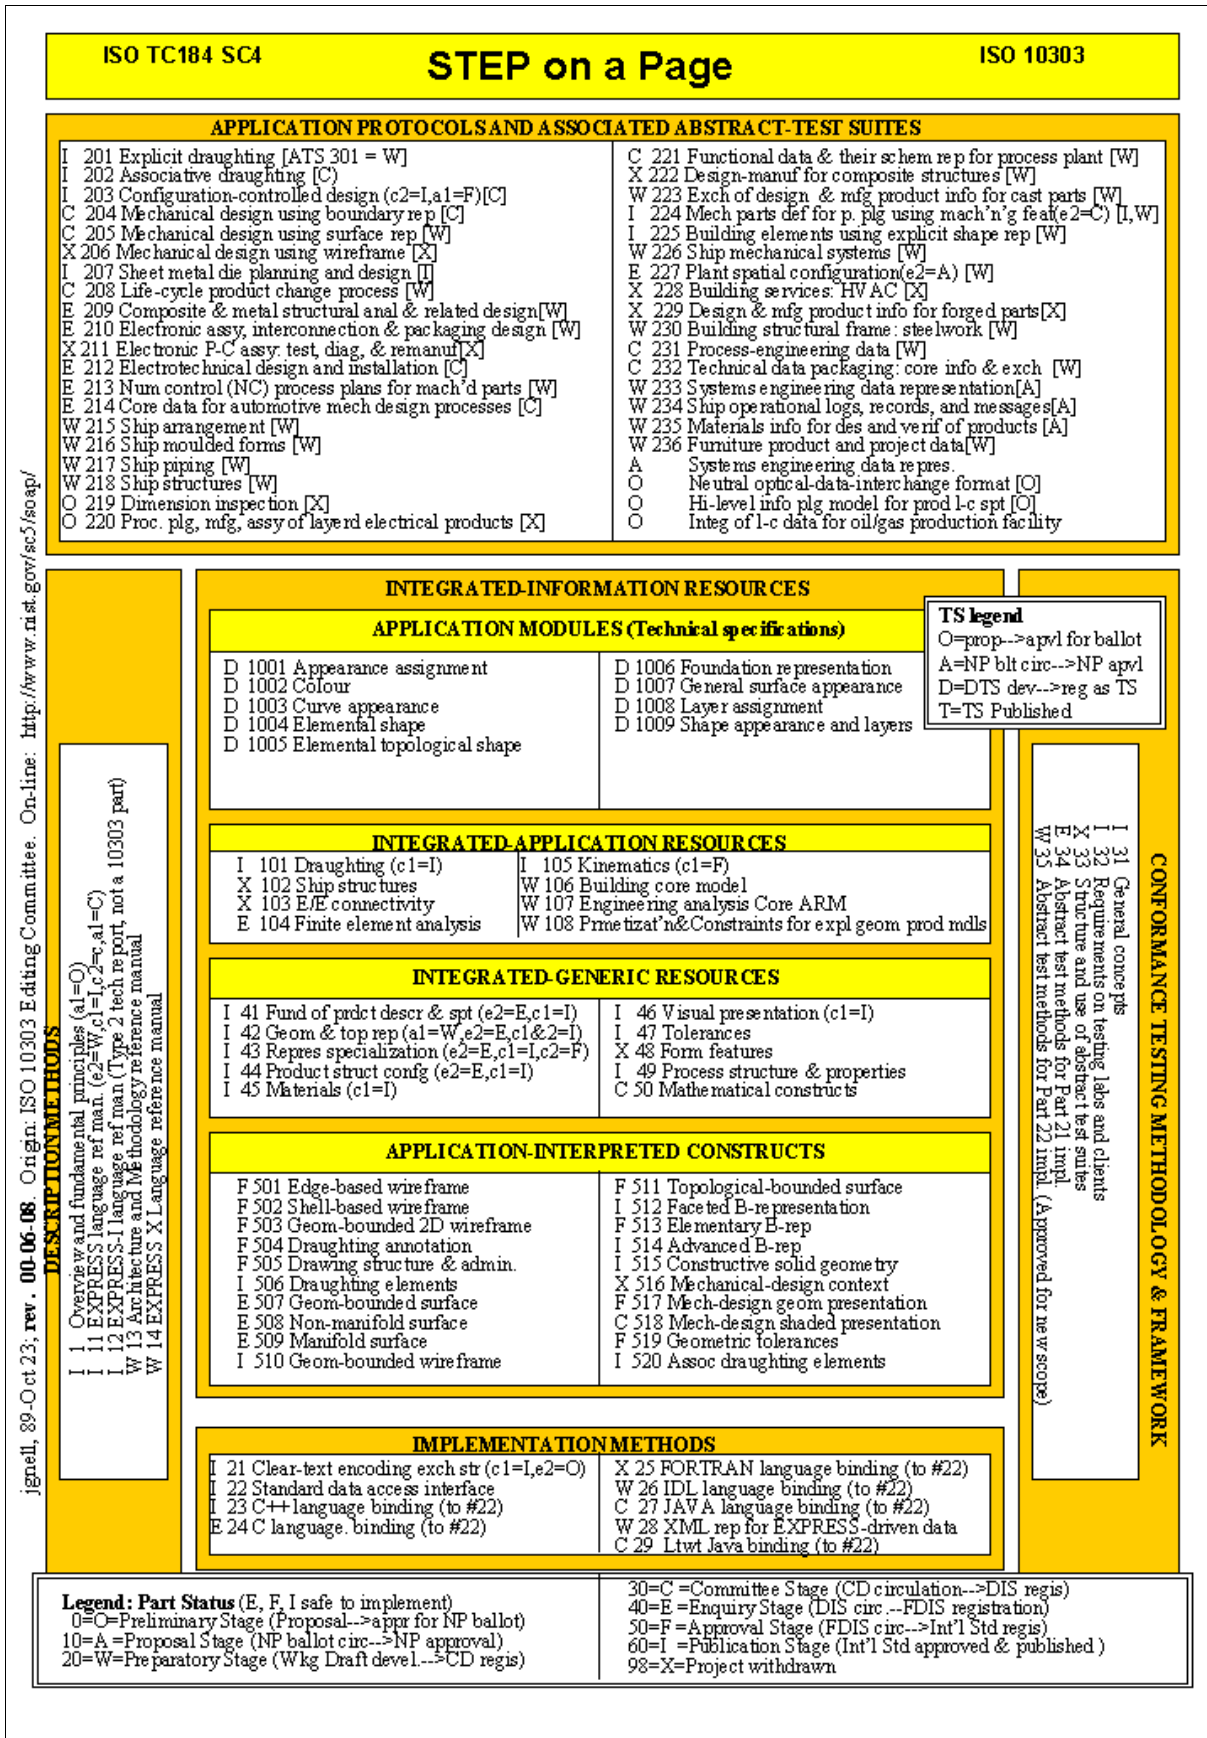 ISO TC184 SC4
STEP on a Page
ISO 10303
APPLICATION PROTOCOLS AND ASSOCIATED ABSTRACT-TEST SUITES
I 201 Explicit draughting [ATS 301 = W]
I 202 Associative draughting [C)
I 203 Configuration-controlled design (c2=I,a1=F)[C]
C 204 Mechanical design using boundary rep [C]
C 205 Mechanical design using surface rep [W]
X 206 Mechanical design using wireframe [X]
I 207 Sheet metal die planning and design [I]
C 208 Life-cycle product change process [W]
E 209 Composite & metal structural anal & related design[W]
E 210 Electronic assy, interconnection & packaging design [W]
X 211 Electronic P-C assy: test, diag, & remanuf[X]
E 212 Electrotechnical design and installation [C]
E 213 Num control (NC) process plans for mach'd parts [W]
E 214 Core data for automotive mech design processes [C]
W 215 Ship arrangement [W]
W 216 Ship moulded forms [W]
W 217 Ship piping [W]
W 218 Ship structures [W]
O 219 Dimension inspection [X]
O 220 Proc. plg, mfg, assy of layerd electrical products [X]
C 221 Functional data & their schem rep for process plant [W]
X 222 Design-manuf for composite structures [W]
W 223 Exch of design & mfg product info for cast parts [W]
I 224 Mech parts def for p. plg using mach'n'g feat(e2=C) [I,W]
I 225 Building elements using explicit shape rep [W]
W 226 Ship mechanical systems [W]
E 227 Plant spatial configuration(e2=A) [W]
X 228 Building services: HVAC [X]
X 229 Design & mfg product info for forged parts[X]
W 230 Building structural frame: steelwork [W]
C 231 Process-engineering data [W]
C 232 Technical data packaging: core info & exch [W]
W 233 Systems engineering data representation[A]
W 234 Ship operational logs, records, and messages[A]
W 235 Materials info for des and verif of products [A]
W 236 Furniture product and project data[W]
A Systems engineering data repres.
O Neutral optical-data-interchange format [O]
O Hi-level info plg model for prod l-c spt [O]
O Integ of l-c data for oil/gas production facility
jgnell, 89-Oct 23; rev. 00-06-08. Origin: ISO 10303 Editing Committee. On-line: http://www.nist.gov/sc5/soap/
DESCRIPTION METHODS
I 1 Overview and fundamental principles (a1=O)
I 11 EXPRESS language ref man. (e2=W,c1=I,c2=c,a1=C)
I 12 EXPRESS-I language ref man (Type 2 tech report, not a 10303 part)
W 13 Architecture and Methodology reference manual
W 14 EXPRESS X Language reference manual
INTEGRATED-INFORMATION RESOURCES
APPLICATION MODULES (Technical specifications)
D 1001 Appearance assignment
D 1002 Colour
D 1003 Curve appearance
D 1004 Elemental shape
D 1005 Elemental topological shape
D 1006 Foundation representation
D 1007 General surface appearance
D 1008 Layer assignment
D 1009 Shape appearance and layers
TS legend
O=prop-->apvl for ballot
A=NP blt circ-->NP apvl
D=DTS dev-->reg as TS
T=TS Published
INTEGRATED-APPLICATION RESOURCES
I 101 Draughting (c1=I)
X 102 Ship structures
X 103 E/E connectivity
E 104 Finite element analysis
I 105 Kinematics (c1=F)
W 106 Building core model
W 107 Engineering analysis Core ARM
W 108 Prmetizat'n&Constraints for expl geom prod mdls
INTEGRATED-GENERIC RESOURCES
I 41 Fund of prdct descr & spt (e2=E,c1=I)
I 42 Geom & top rep (a1=W,e2=E,c1&2=I)
I 43 Repres specialization (e2=E,c1=I,c2=F)
I 44 Product struct confg (e2=E,c1=I)
I 45 Materials (c1=I)
I 46 Visual presentation (c1=I)
I 47 Tolerances
X 48 Form features
I 49 Process structure & properties
C 50 Mathematical constructs
APPLICATION-INTERPRETED CONSTRUCTS
F 501 Edge-based wireframe
F 502 Shell-based wireframe
F 503 Geom-bounded 2D wireframe
F 504 Draughting annotation
F 505 Drawing structure & admin.
I 506 Draughting elements
E 507 Geom-bounded surface
E 508 Non-manifold surface
E 509 Manifold surface
I 510 Geom-bounded wireframe
F 511 Topological-bounded surface
I 512 Faceted B-representation
F 513 Elementary B-rep
I 514 Advanced B-rep
I 515 Constructive solid geometry
X 516 Mechanical-design context
F 517 Mech-design geom presentation
C 518 Mech-design shaded presentation
F 519 Geometric tolerances
I 520 Assoc draughting elements
CONFORMANCE TESTING METHODOLOGY & FRAMEWORK
I 31 General concepts
I 32 Requirements on testing labs and clients
X 33 Structure and use of abstract test suites
E 34 Abstract test methods for Part 21 impl.
W 35 Abstract test methods for Part 22 impl. (Approved for new scope)
IMPLEMENTATION METHODS
I 21 Clear-text encoding exch str (c1=I,e2=O)
I 22 Standard data access interface
I 23 C++ language binding (to #22)
E 24 C language. binding (to #22)
X 25 FORTRAN language binding (to #22)
W 26 IDL language binding (to #22)
C 27 JAVA language binding (to #22)
W 28 XML rep for EXPRESS-driven data
C 29 Ltwt Java binding (to #22)
Legend: Part Status (E, F, I safe to implement)
0=O=Preliminary Stage (Proposal-->appr for NP ballot)
10=A =Proposal Stage (NP ballot circ-->NP approval)
20=W=Preparatory Stage (Wkg Draft devel.-->CD regis)
30=C =Committee Stage (CD circulation-->DIS regis)
40=E =Enquiry Stage (DIS circ.--FDIS registration)
50=F =Approval Stage (FDIS circ-->Int'l Std regis)
60=I =Publication Stage (Int'l Std approved & published )
98=X=Project withdrawn